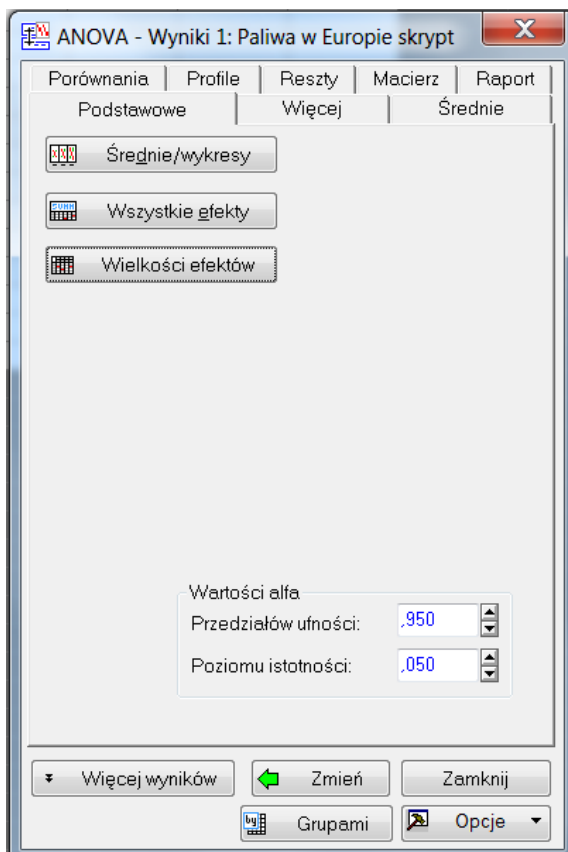 ANOVA - Wyniki 1: Paliwa w Europie skrypt
Porównania Profile Reszty Macierz Raport
Podstawowe Więcej Średnie
Średnie/wykresy
Wszystkie efekty
Wielkości efektów
Wartości alfa
Przedziałów ufności: ,950
Poziomu istotności: ,050
Więcej wyników Zmień Zamknij
Grupami Opcje